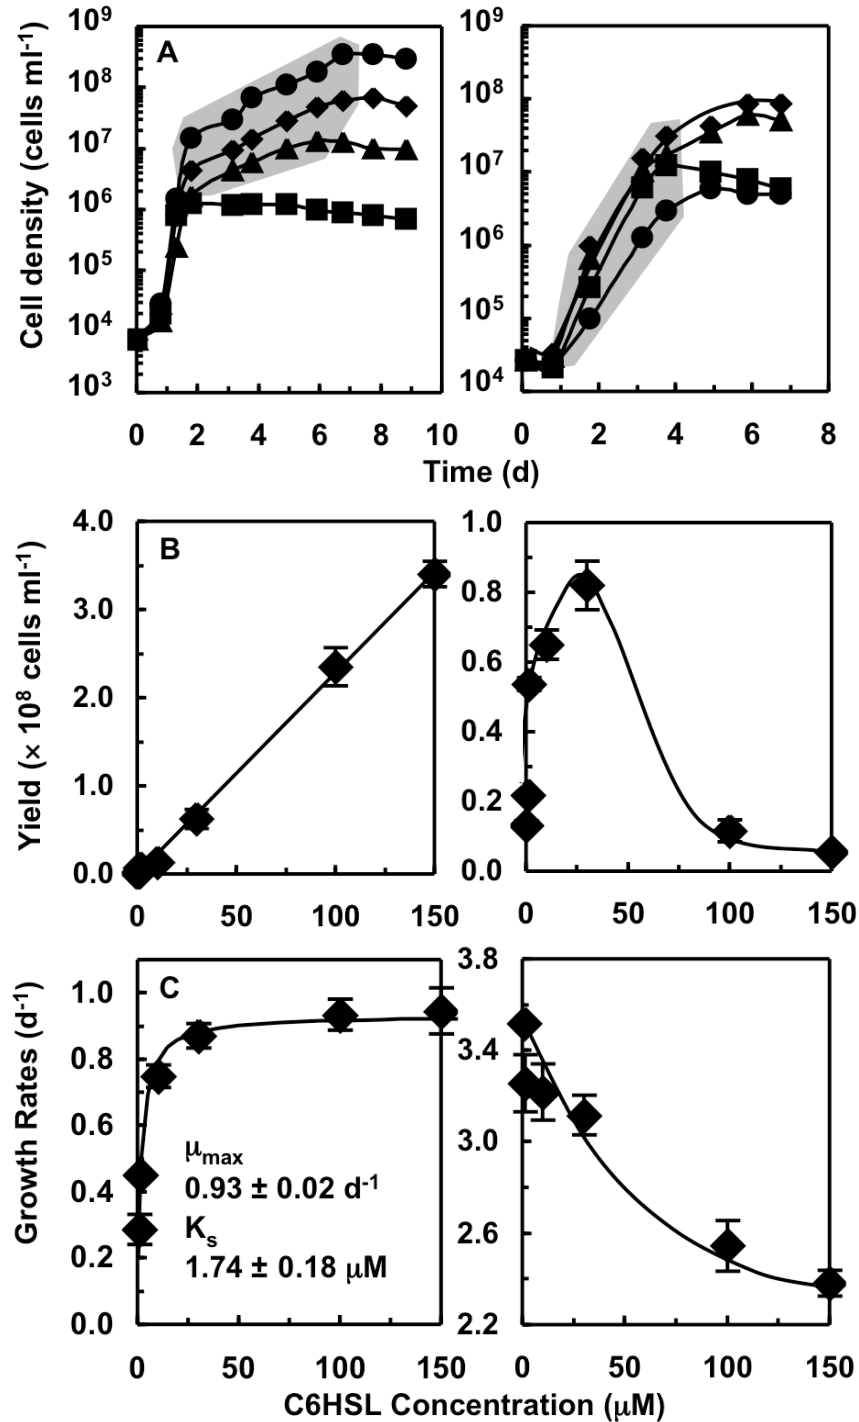 A
Cell density (cells ml⁻¹)
10⁹
10⁸
10⁷
10⁶
10⁵
10⁴
10³
0 2 4 6 8 10
10⁹
10⁸
10⁷
10⁶
10⁵
10⁴
0 2 4 6 8
Time (d)
B
Yield (× 10⁸ cells ml⁻¹)
4.0
3.0
2.0
1.0
0.0
0 50 100 150
1.0
0.8
0.6
0.4
0.2
0.0
0 50 100 150
C
Growth Rates (d⁻¹)
1.0
0.8
0.6
0.4
0.2
0.0
μmax
0.93 ± 0.02 d⁻¹
Ks
1.74 ± 0.18 μM
0 50 100 150
3.8
3.4
3.0
2.6
2.2
0 50 100 150
C6HSL Concentration (μM)